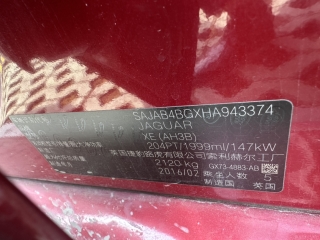 SAJAB4BGXHA943374
JAGUAR
XE (AH3B)
204PT/1999ml/147kW
英国捷豹路虎有限公司索利赫尔工厂
2120 kg GX73-4883-AB
2016/02 乘坐人数 5
制造国 英国